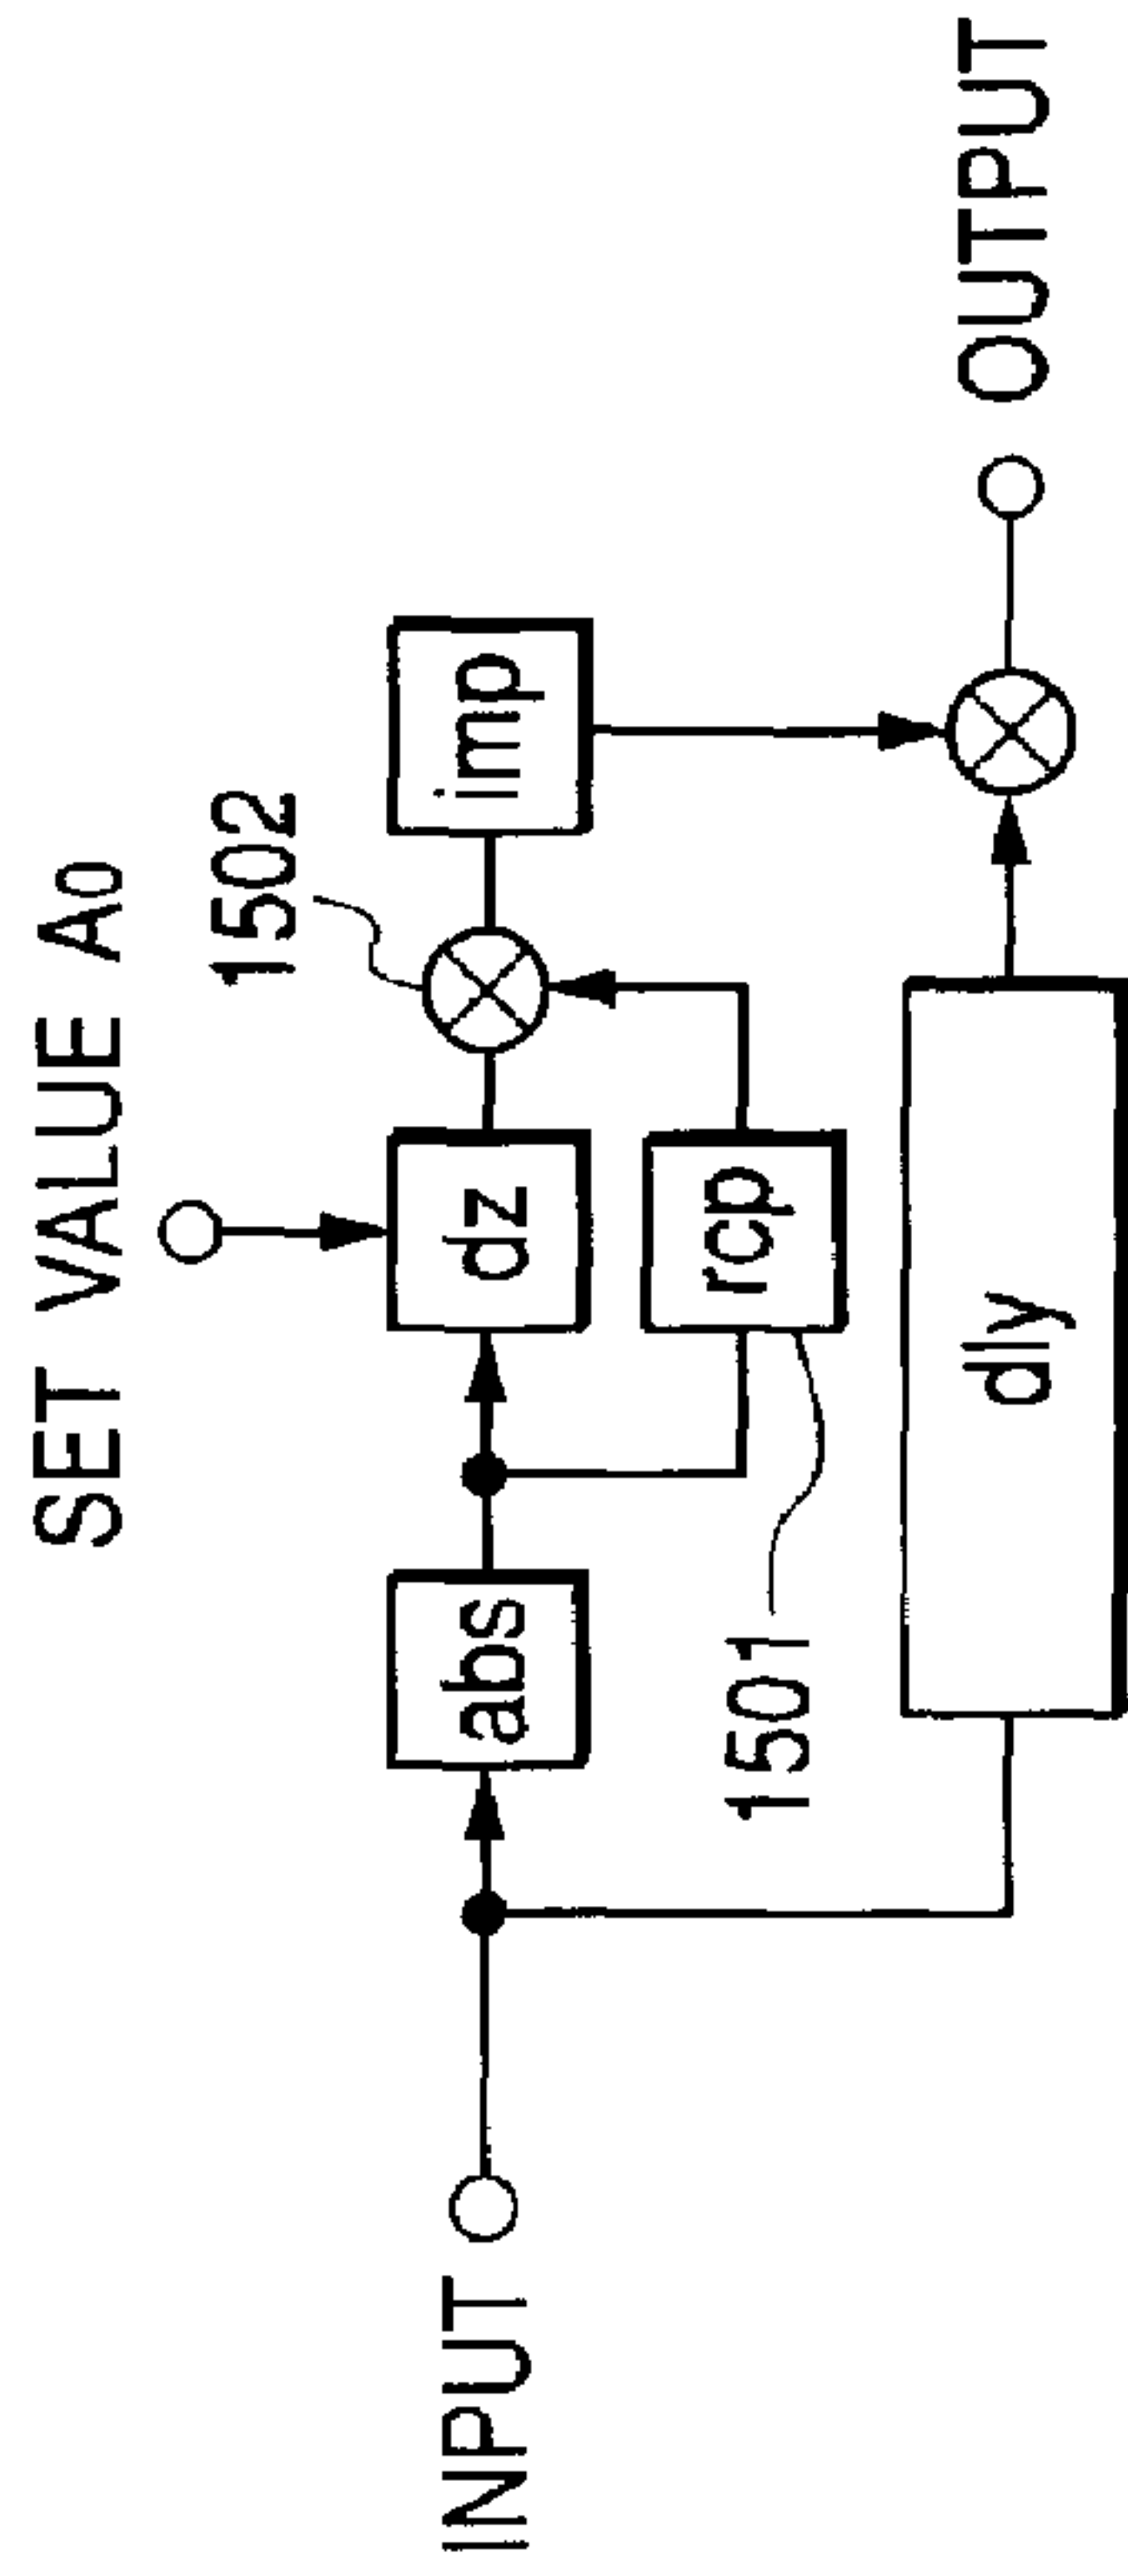 SET VALUE A0
1502
INPUT
abs
dz
imp
rcp
1501
dly
OUTPUT